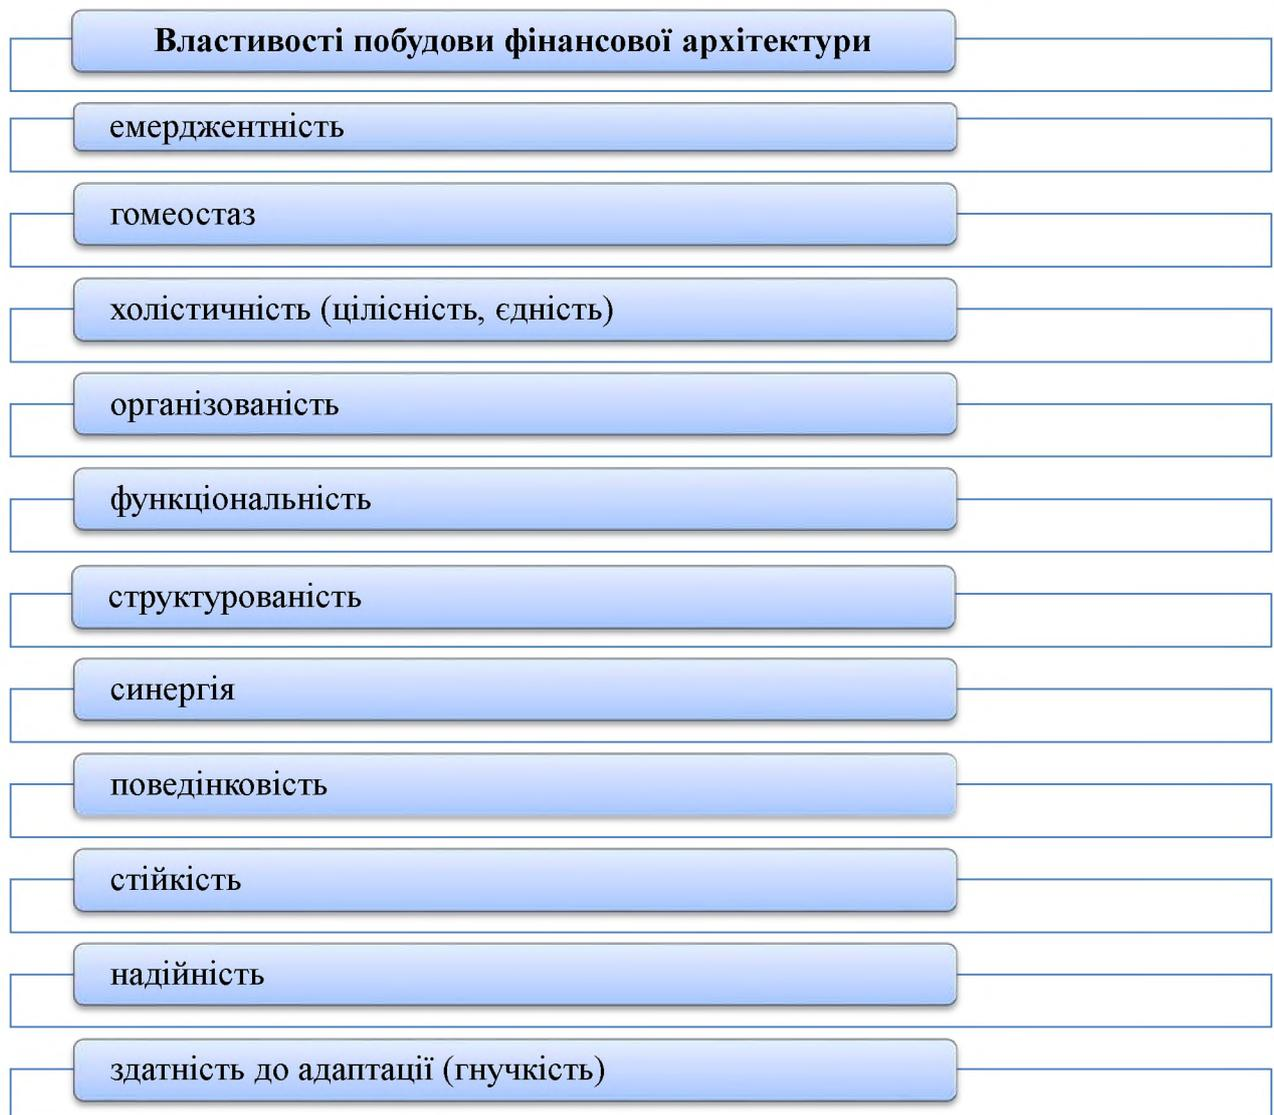 Властивості побудови фінансової архітектури
емерджентність
гомеостаз
холістичність (цілісність, єдність)
організованість
функціональність
структурованість
синергія
поведінковість
стійкість
надійність
здатність до адаптації (гнучкість)